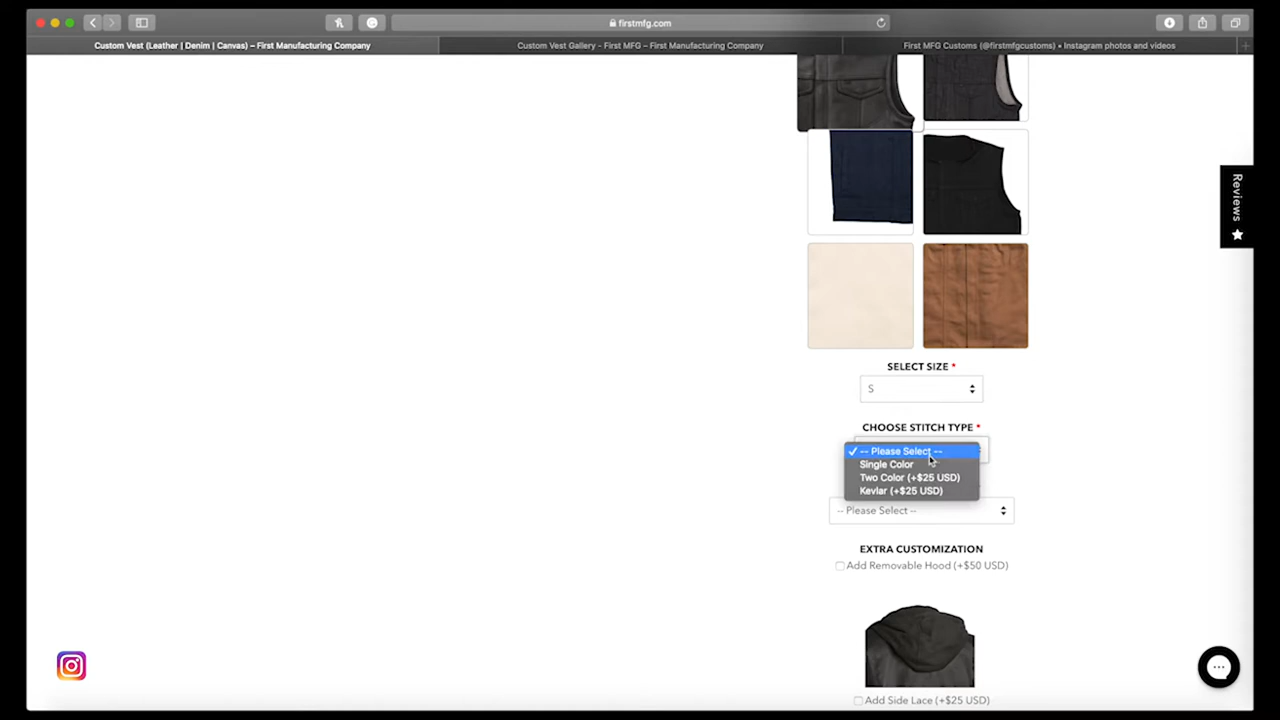 firstmfg.com
Custom Vest (Leather | Denim | Canvas) – First Manufacturing Company
Custom Vest Gallery - First MFG – First Manufacturing Company
First MFG Customs (@firstmfgcustoms) • Instagram photos and videos
Reviews
SELECT SIZE *
S
CHOOSE STITCH TYPE *
-- Please Select --
Single Color
Two Color (+$25 USD)
Kevlar (+$25 USD)
-- Please Select --
EXTRA CUSTOMIZATION
Add Removable Hood (+$50 USD)
Add Side Lace (+$25 USD)